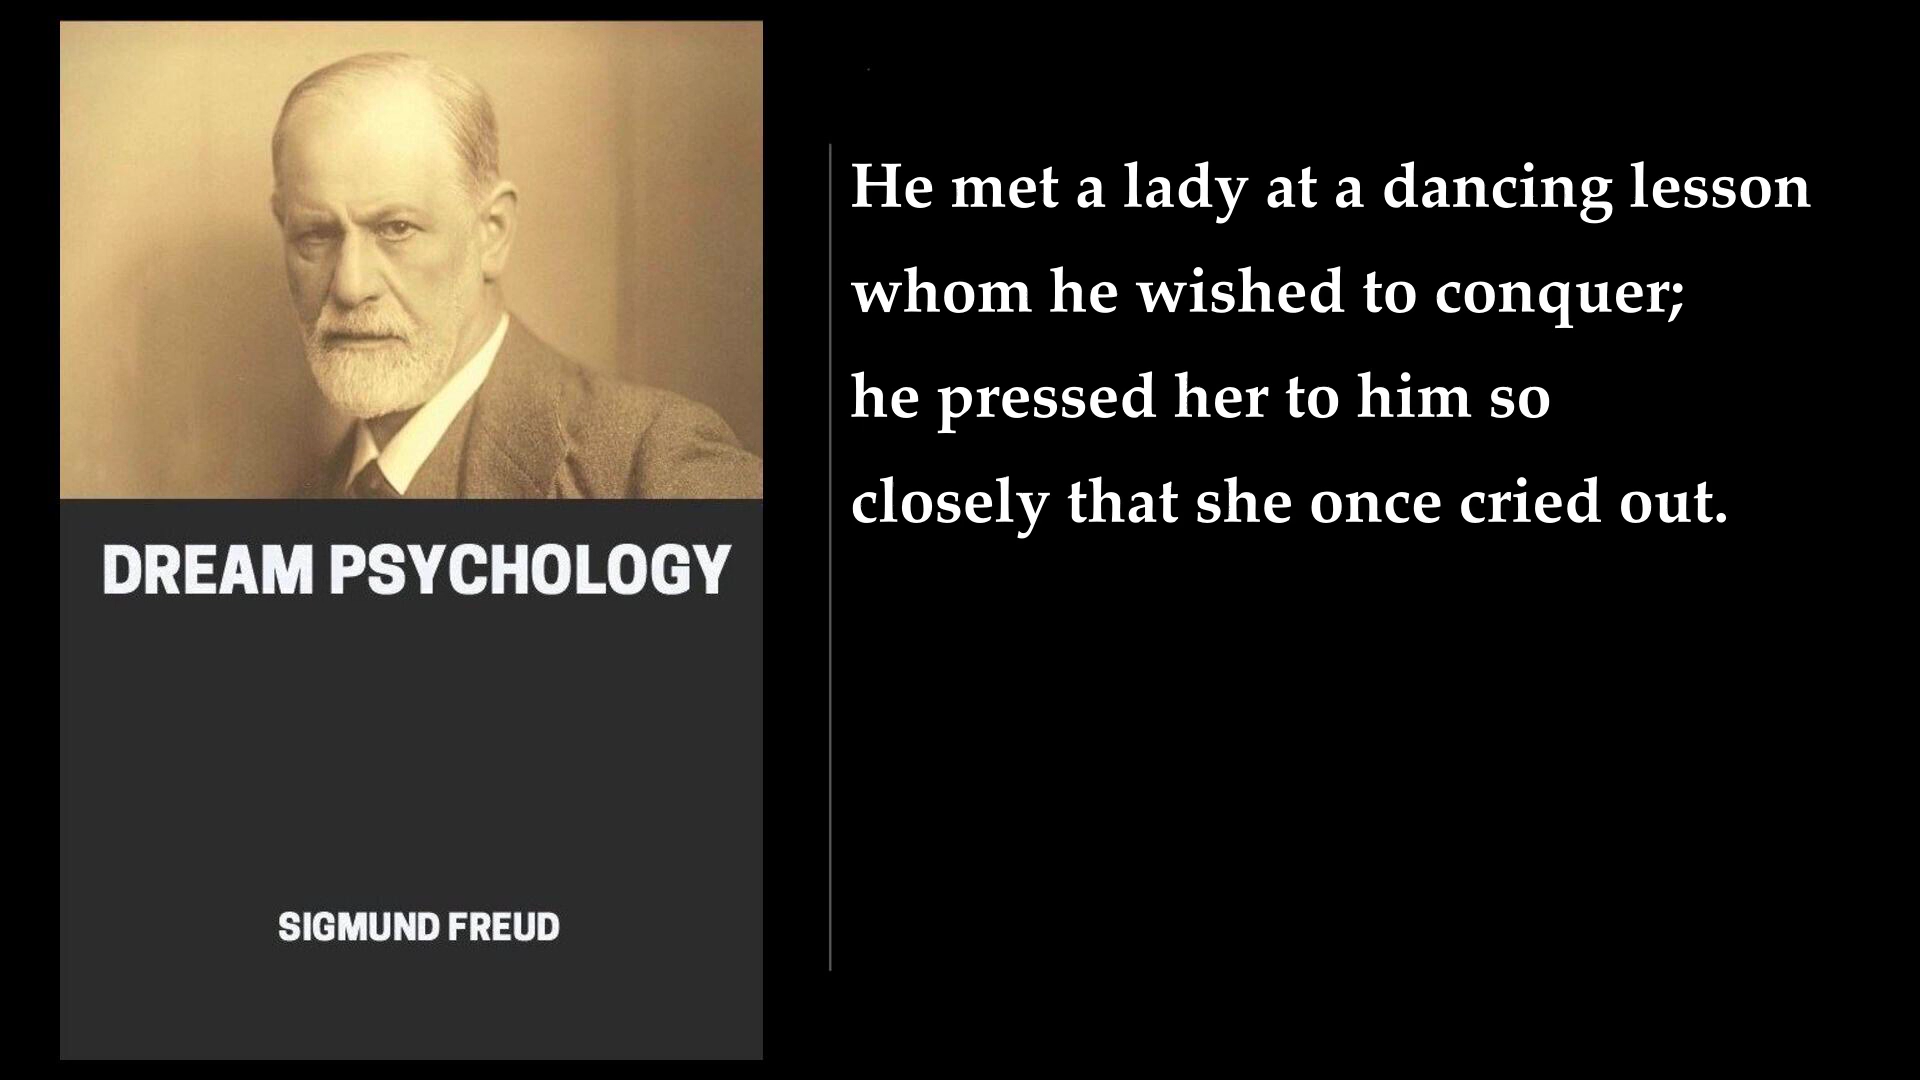 DREAM PSYCHOLOGY
SIGMUND FREUD
He met a lady at a dancing lesson
whom he wished to conquer;
he pressed her to him so
closely that she once cried out.